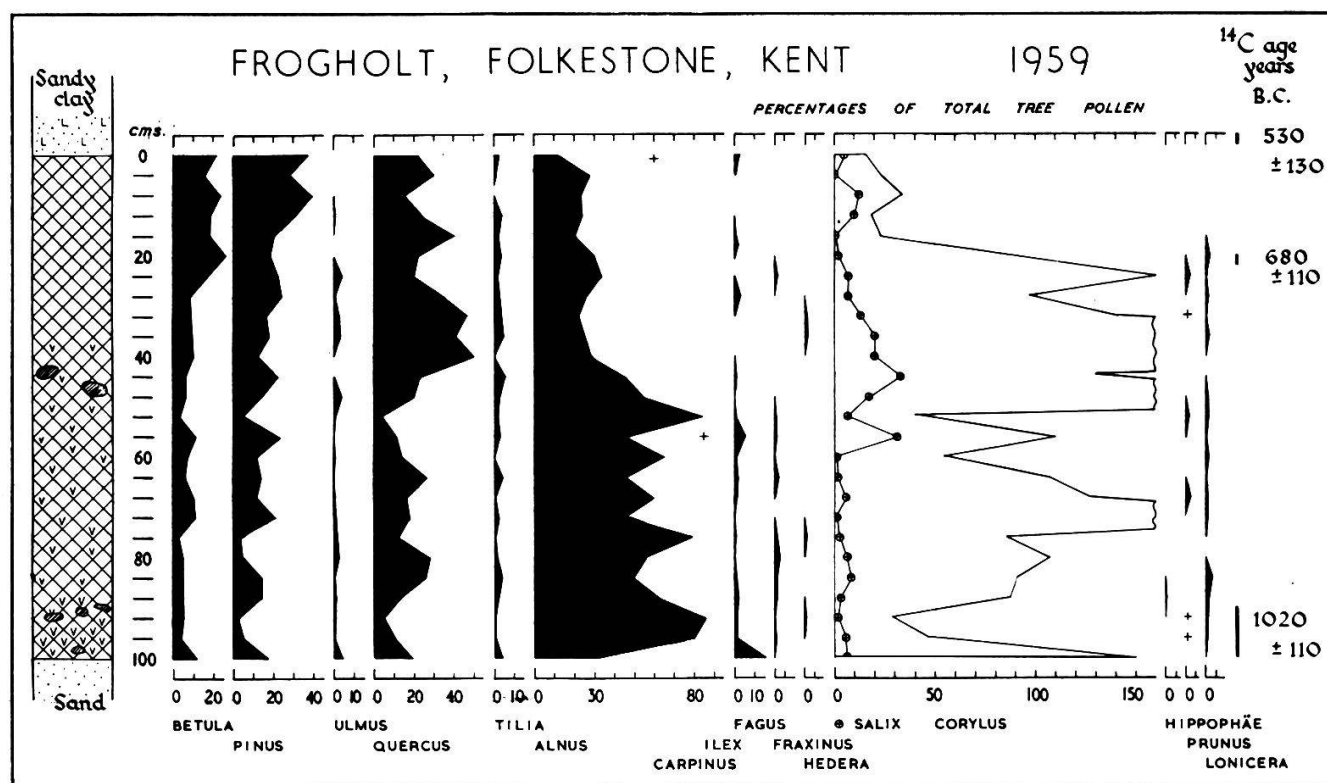 FROGHOLT, FOLKESTONE, KENT 1959
PERCENTAGES OF TOTAL TREE POLLEN
14C age
years
B.C.
Sandy
clay
cms.
530
± 130
0
20
680
± 110
40
60
80
1020
± 110
100
Sand
0 20 0 20 40 0 10 0 20 40 0 10 0 30 80 0 10 0 0 0 50 100 150 0 0 0
BETULA ULMUS TILIA FAGUS SALIX CORYLUS HIPPOPHÄE
PINUS QUERCUS ALNUS ILEX FRAXINUS PRUNUS
CARPINUS HEDERA LONICERA